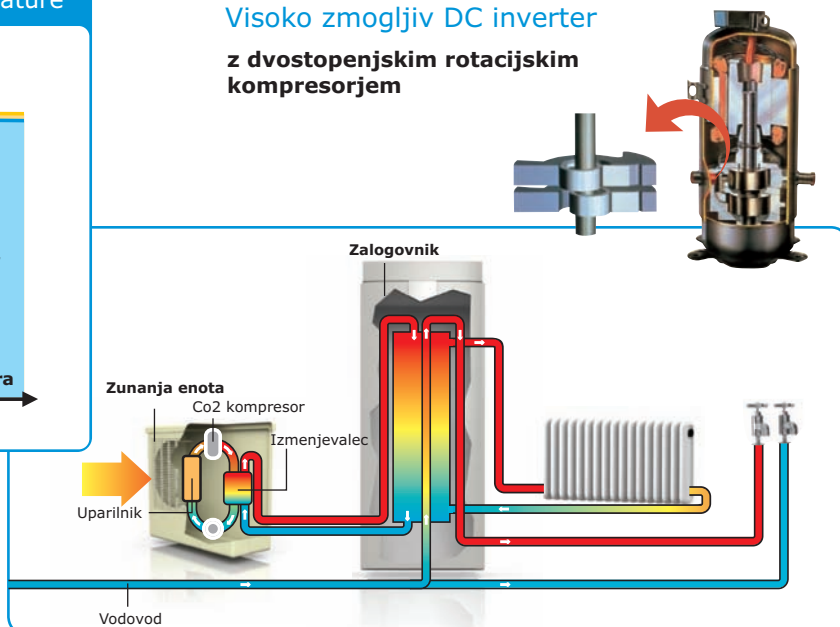 ature
Visoko zmogljiv DC inverter
z dvostopenjskim rotacijskim
kompresorjem
Zalogovnik
ra
Zunanja enota
Co2 kompresor
Izmenjevalec
Uparilnik
Vodovod